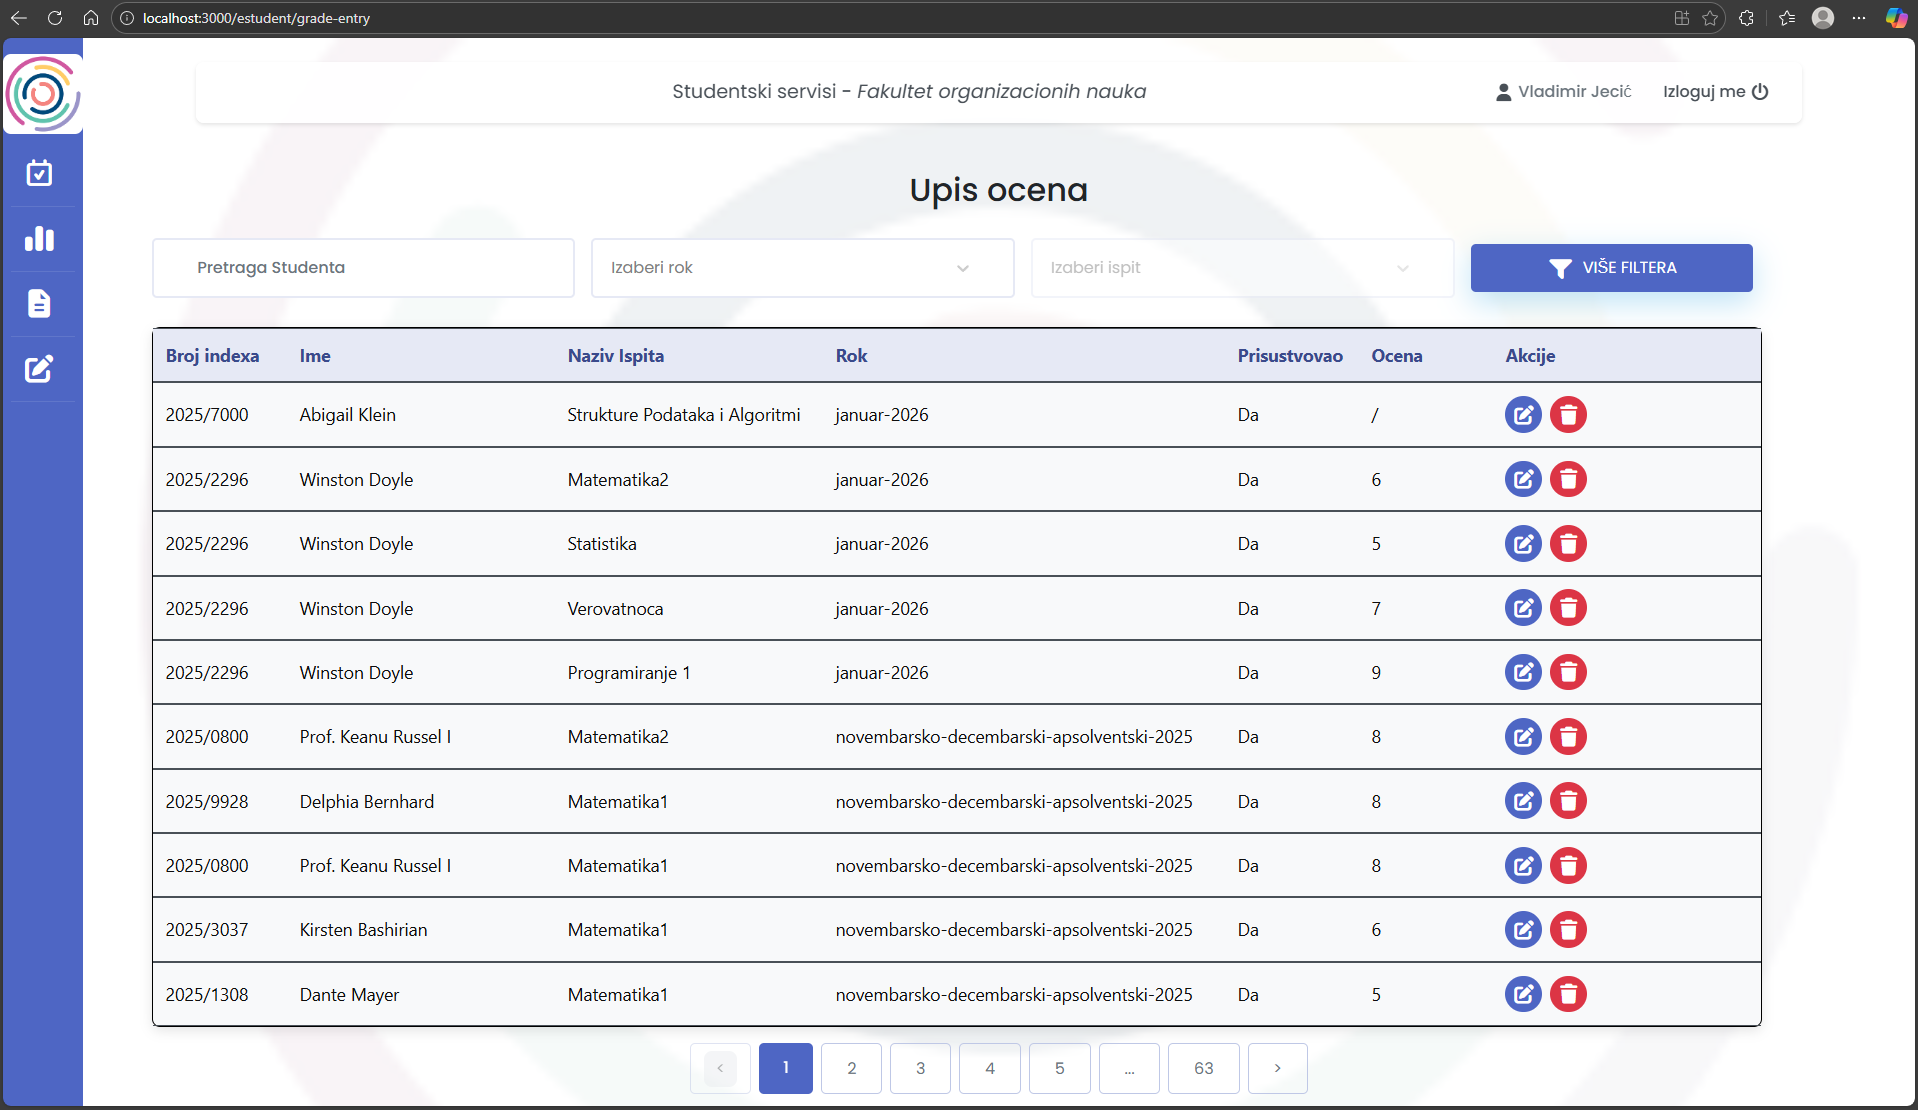 localhost:3000/estudent/grade-entry
Studentski servisi - Fakultet organizacionih nauka
Vladimir Jecić
Izloguj me
Upis ocena
Pretraga Studenta
Izaberi rok
Izaberi ispit
VIŠE FILTERA
Broj indexa Ime Naziv Ispita Rok Prisustvovao Ocena Akcije
2025/7000 Abigail Klein Strukture Podataka i Algoritmi januar-2026 Da /
2025/2296 Winston Doyle Matematika2 januar-2026 Da 6
2025/2296 Winston Doyle Statistika januar-2026 Da 5
2025/2296 Winston Doyle Verovatnoca januar-2026 Da 7
2025/2296 Winston Doyle Programiranje 1 januar-2026 Da 9
2025/0800 Prof. Keanu Russel I Matematika2 novembarsko-decembarski-apsolventski-2025 Da 8
2025/9928 Delphia Bernhard Matematika1 novembarsko-decembarski-apsolventski-2025 Da 8
2025/0800 Prof. Keanu Russel I Matematika1 novembarsko-decembarski-apsolventski-2025 Da 8
2025/3037 Kirsten Bashirian Matematika1 novembarsko-decembarski-apsolventski-2025 Da 6
2025/1308 Dante Mayer Matematika1 novembarsko-decembarski-apsolventski-2025 Da 5
‹ 1 2 3 4 5 ... 63 ›